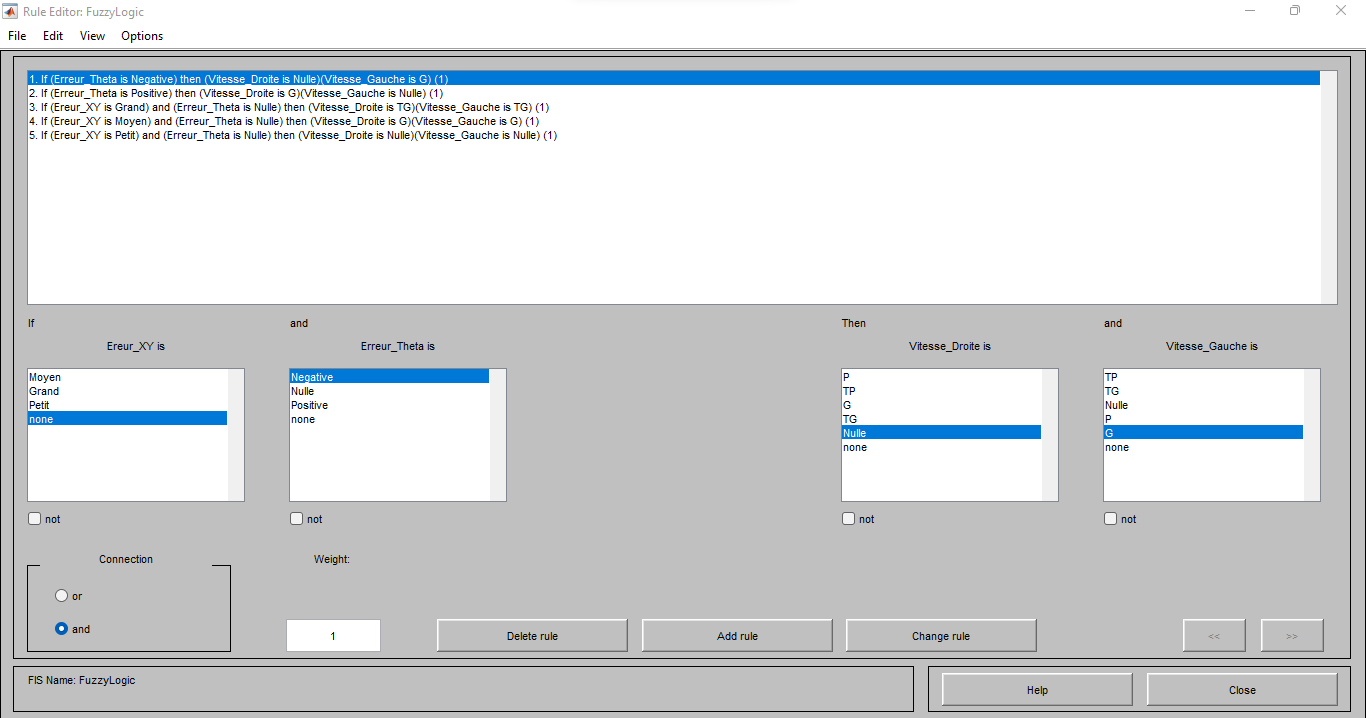 Rule Editor: FuzzyLogic
File Edit View Options
1. If (Erreur_Theta is Negative) then (Vitesse_Droite is Nulle)(Vitesse_Gauche is G) (1)
2. If (Erreur_Theta is Positive) then (Vitesse_Droite is G)(Vitesse_Gauche is Nulle) (1)
3. If (Ereur_XY is Grand) and (Erreur_Theta is Nulle) then (Vitesse_Droite is TG)(Vitesse_Gauche is TG) (1)
4. If (Ereur_XY is Moyen) and (Erreur_Theta is Nulle) then (Vitesse_Droite is G)(Vitesse_Gauche is G) (1)
5. If (Ereur_XY is Petit) and (Erreur_Theta is Nulle) then (Vitesse_Droite is Nulle)(Vitesse_Gauche is Nulle) (1)
If
Ereur_XY is
Moyen
Grand
Petit
none
not
and
Erreur_Theta is
Negative
Nulle
Positive
none
not
Then
Vitesse_Droite is
P
TP
G
TG
Nulle
none
not
and
Vitesse_Gauche is
TP
TG
Nulle
P
G
none
not
Connection
or
and
Weight:
1
Delete rule
Add rule
Change rule
<<
>>
FIS Name: FuzzyLogic
Help
Close